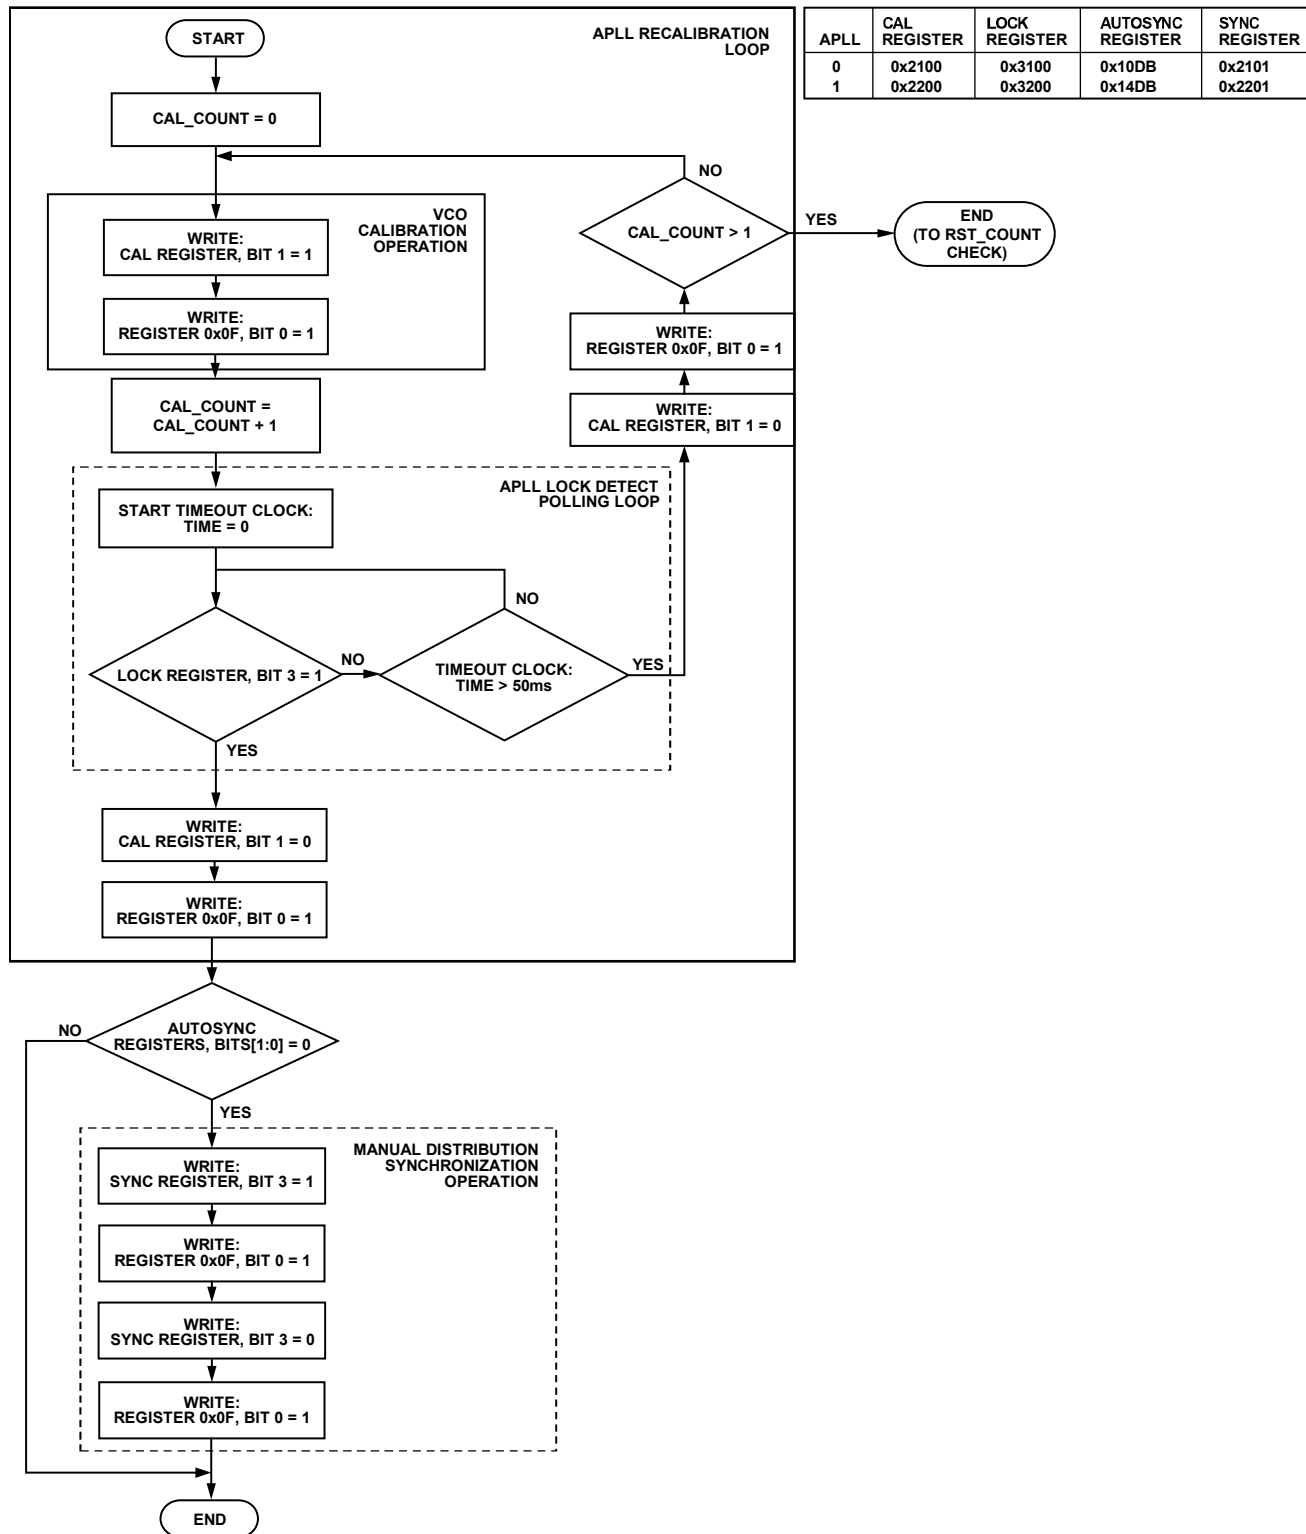 START
APLL RECALIBRATION
LOOP
CAL_COUNT = 0
NO
VCO
CALIBRATION
OPERATION
WRITE:
CAL REGISTER, BIT 1 = 1
WRITE:
REGISTER 0x0F, BIT 0 = 1
CAL_COUNT > 1
YES
END
(TO RST_COUNT
CHECK)
WRITE:
REGISTER 0x0F, BIT 0 = 1
WRITE:
CAL REGISTER, BIT 1 = 0
CAL_COUNT =
CAL_COUNT + 1
APLL LOCK DETECT
POLLING LOOP
START TIMEOUT CLOCK:
TIME = 0
NO
LOCK REGISTER, BIT 3 = 1
NO
TIMEOUT CLOCK:
TIME > 50ms
YES
YES
WRITE:
CAL REGISTER, BIT 1 = 0
WRITE:
REGISTER 0x0F, BIT 0 = 1
NO
AUTOSYNC
REGISTERS, BITS[1:0] = 0
YES
MANUAL DISTRIBUTION
SYNCHRONIZATION
OPERATION
WRITE:
SYNC REGISTER, BIT 3 = 1
WRITE:
REGISTER 0x0F, BIT 0 = 1
WRITE:
SYNC REGISTER, BIT 3 = 0
WRITE:
REGISTER 0x0F, BIT 0 = 1
END
CAL LOCK AUTOSYNC SYNC
APLL REGISTER REGISTER REGISTER REGISTER
0 0x2100 0x3100 0x10DB 0x2101
1 0x2200 0x3200 0x14DB 0x2201